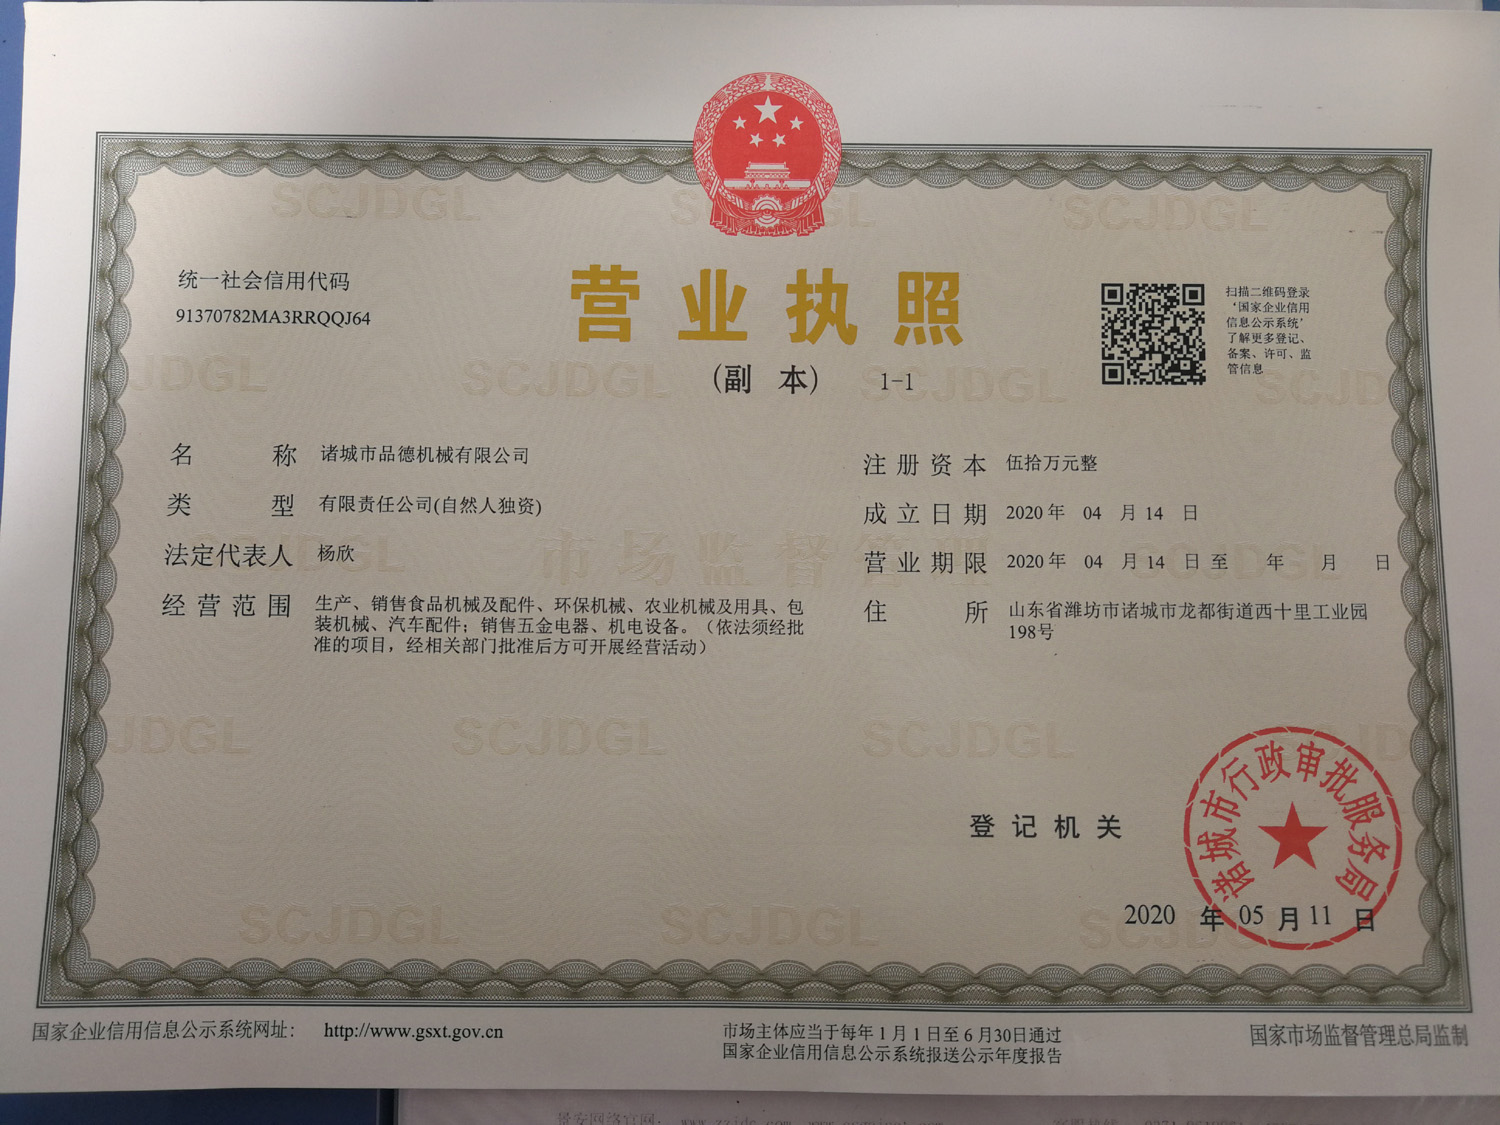 统一社会信用代码
91370782MA3RRQQJ64
营业执照
(副 本) 1-1
扫描二维码登录
‘国家企业信用
信息公示系统’
了解更多登记、
备案、许可、监
管信息
名 称 诸城市品德机械有限公司
类 型 有限责任公司(自然人独资)
法定代表人 杨欣
经营范围 生产、销售食品机械及配件、环保机械、农业机械及用具、包
装机械、汽车配件；销售五金电器、机电设备。（依法须经批
准的项目，经相关部门批准后方可开展经营活动）
注册资本 伍拾万元整
成立日期 2020 年 04 月 14 日
营业期限 2020 年 04 月 14 日 至 年 月 日
住 所 山东省潍坊市诸城市龙都街道西十里工业园
198号
登记机关
诸城市行政审批服务局
2020 年 05 月 11 日
国家企业信用信息公示系统网址： http://www.gsxt.gov.cn
市场主体应当于每年 1 月 1 日至 6 月 30 日通过
国家企业信用信息公示系统报送公示年度报告
国家市场监督管理总局监制
SCJDGL
市场监督管理